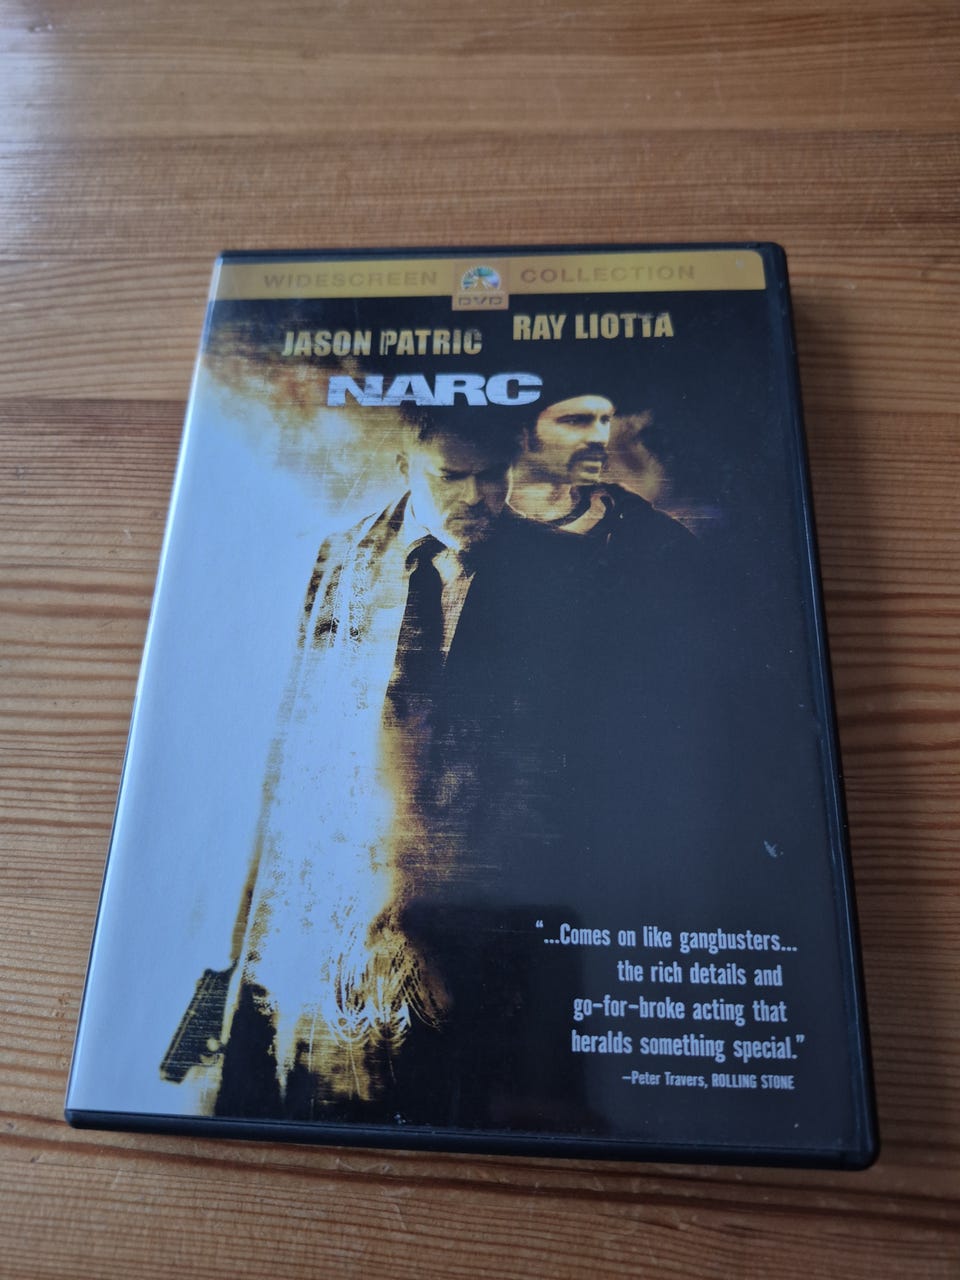 WIDESCREEN DVD COLLECTION
JASON PATRIC RAY LIOTTA
NARC
“...Comes on like gangbusters...
the rich details and
go-for-broke acting that
heralds something special.”
–Peter Travers, ROLLING STONE